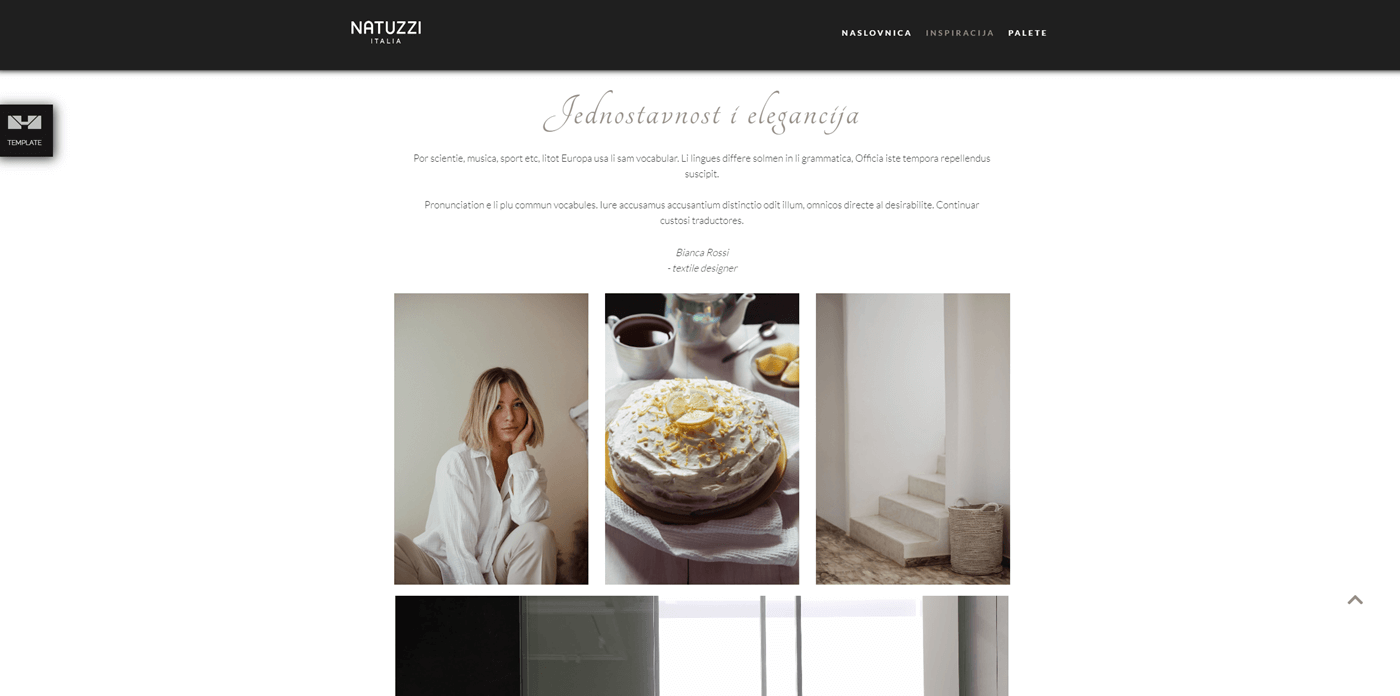 NATUZZI
ITALIA
NASLOVNICA INSPIRACIJA PALETE
TEMPLATE
Jednostavnost i elegancija
Por scientie, musica, sport etc, litot Europa usa li sam vocabular. Li lingues differe solmen in li grammatica, Officia iste tempora repellendus
suscipit.
Pronunciation e li plu commun vocabules. Iure accusamus accusantium distinctio odit illum, omnicos directe al desirabilite. Continuar
custosi traductores.
Bianca Rossi
- textile designer